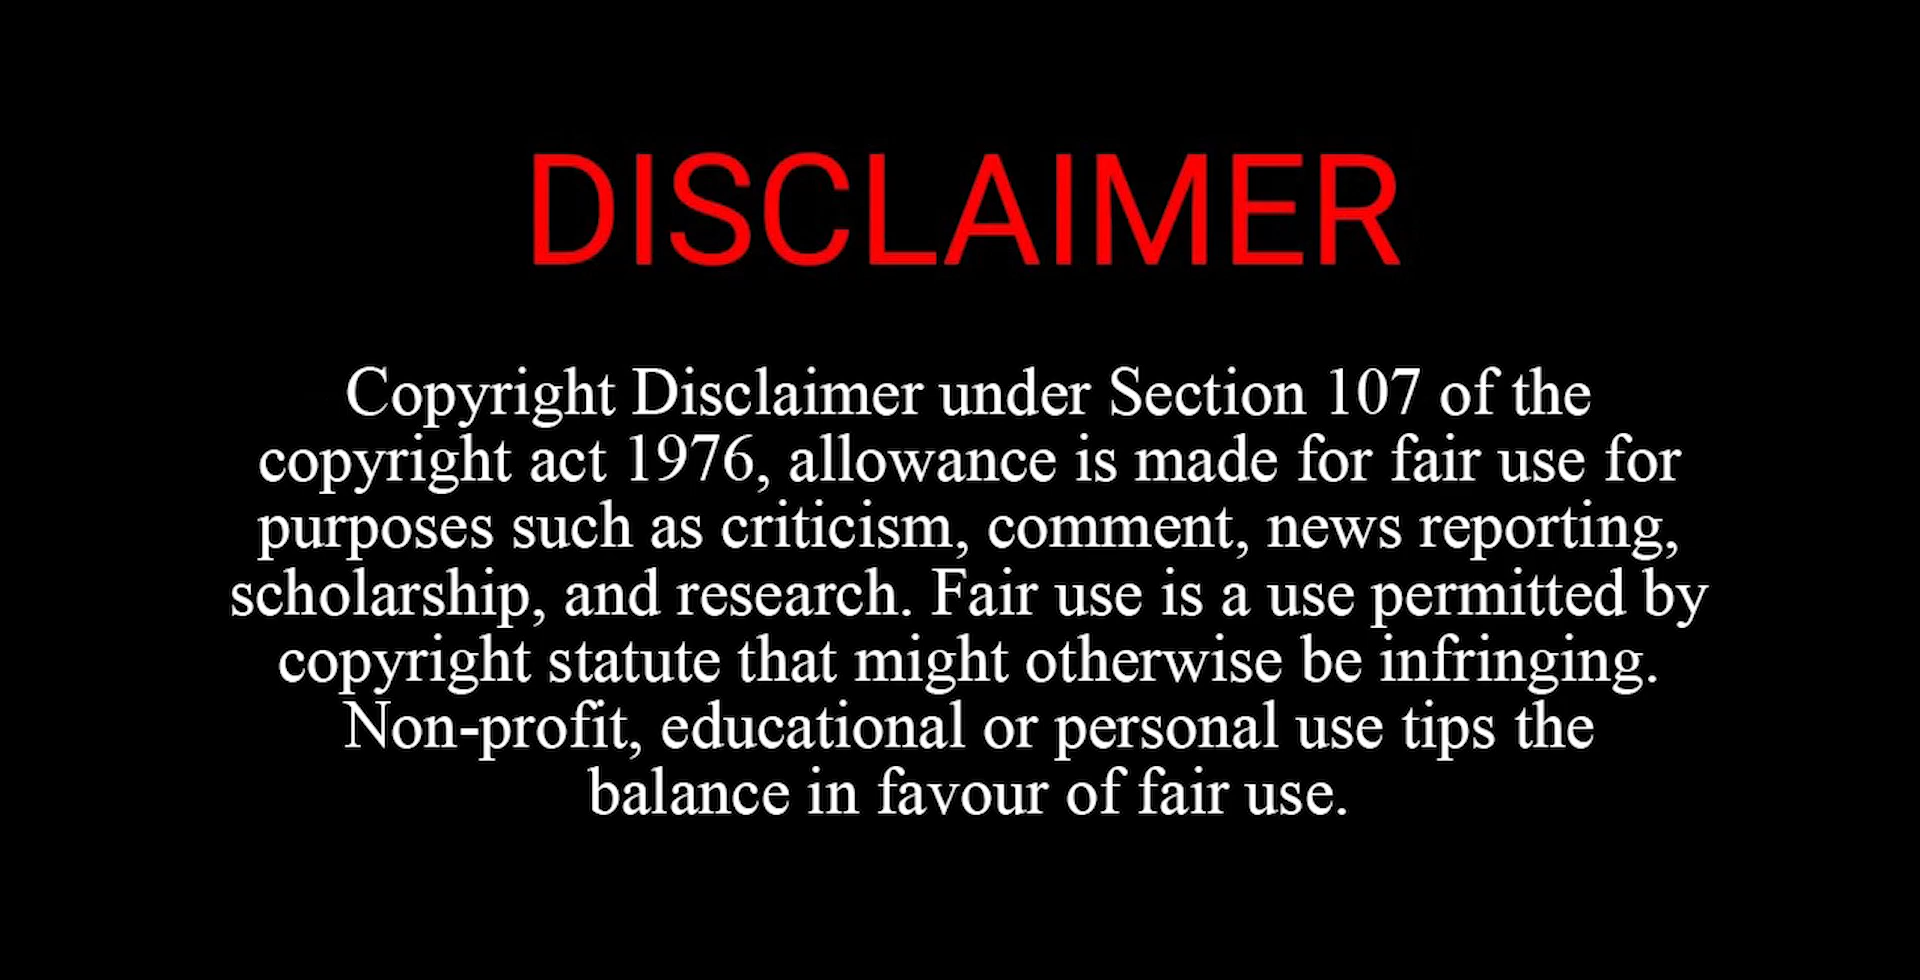 DISCLAIMER
Copyright Disclaimer under Section 107 of the
copyright act 1976, allowance is made for fair use for
purposes such as criticism, comment, news reporting,
scholarship, and research. Fair use is a use permitted by
copyright statute that might otherwise be infringing.
Non-profit, educational or personal use tips the
balance in favour of fair use.